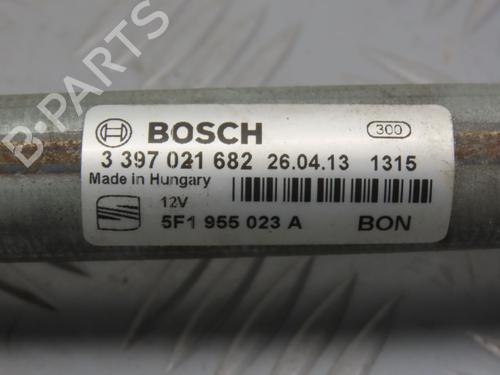 B-PARTS
BOSCH 300
3 397 021 682 26.04.13 1315
Made in Hungary
12V
5F1 955 023 A BON